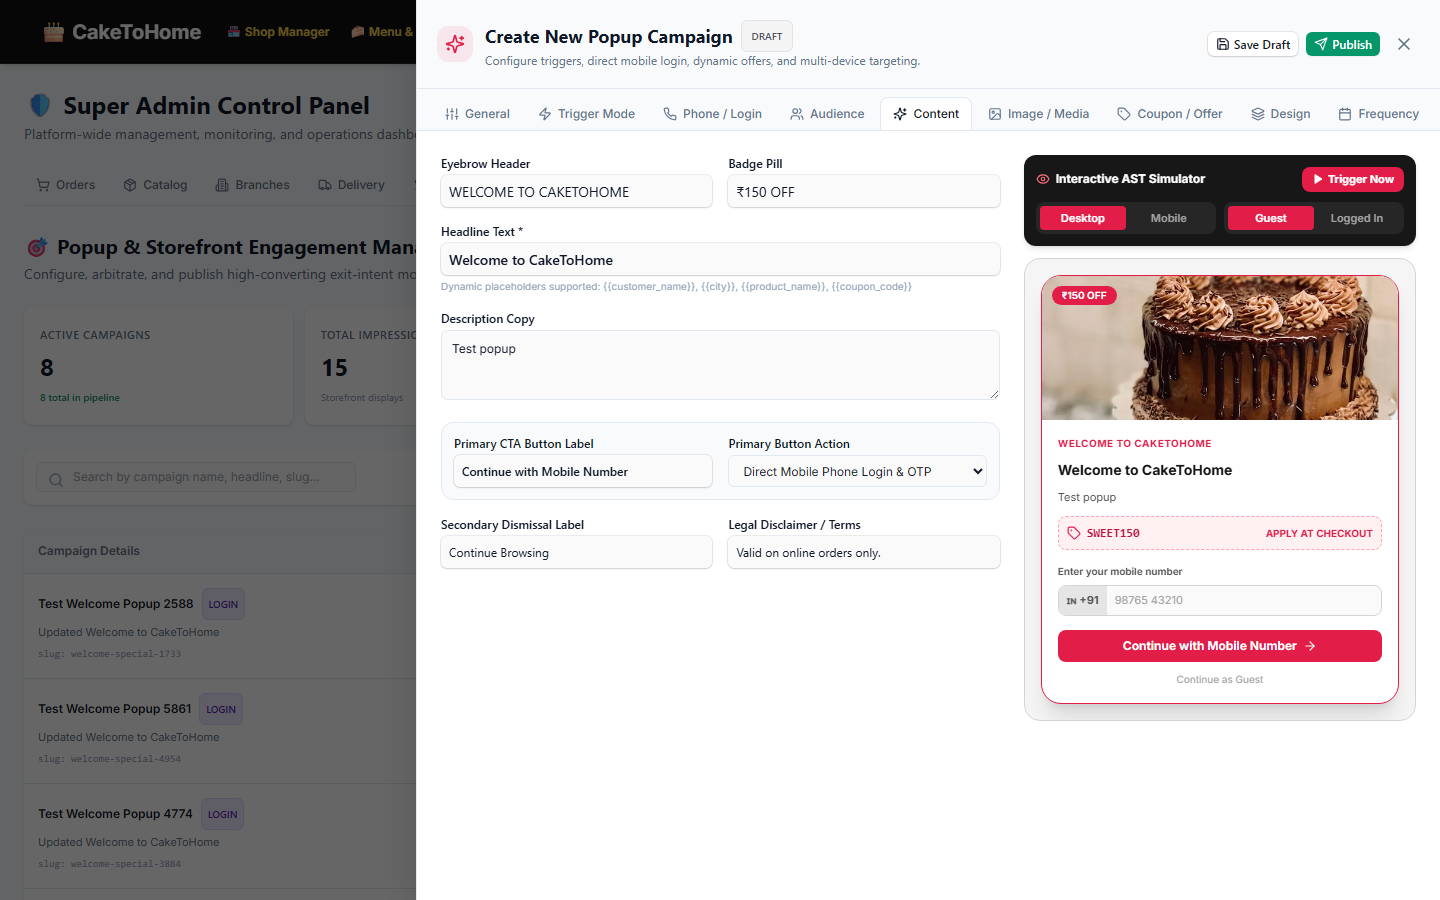 CakeToHome
Shop Manager
Menu &
Super Admin Control Panel
Platform-wide management, monitoring, and operations dashbo
Orders
Catalog
Branches
Delivery
Popup & Storefront Engagement Mana
Configure, arbitrate, and publish high-converting exit-intent mo
ACTIVE CAMPAIGNS
8
8 total in pipeline
TOTAL IMPRESSIO
15
Storefront displays
Search by campaign name, headline, slug...
Campaign Details
Test Welcome Popup 2588
LOGIN
Updated Welcome to CakeToHome
slug: welcome-special-1733
Test Welcome Popup 5861
LOGIN
Updated Welcome to CakeToHome
slug: welcome-special-4954
Test Welcome Popup 4774
LOGIN
Updated Welcome to CakeToHome
slug: welcome-special-3884
Create New Popup Campaign
DRAFT
Configure triggers, direct mobile login, dynamic offers, and multi-device targeting.
Save Draft
Publish
General
Trigger Mode
Phone / Login
Audience
Content
Image / Media
Coupon / Offer
Design
Frequency
Eyebrow Header
WELCOME TO CAKETOHOME
Badge Pill
₹150 OFF
Headline Text *
Welcome to CakeToHome
Dynamic placeholders supported: {{customer_name}}, {{city}}, {{product_name}}, {{coupon_code}}
Description Copy
Test popup
Primary CTA Button Label
Continue with Mobile Number
Primary Button Action
Direct Mobile Phone Login & OTP
Secondary Dismissal Label
Continue Browsing
Legal Disclaimer / Terms
Valid on online orders only.
Interactive AST Simulator
Trigger Now
Desktop
Mobile
Guest
Logged In
₹150 OFF
WELCOME TO CAKETOHOME
Welcome to CakeToHome
Test popup
SWEET150
APPLY AT CHECKOUT
Enter your mobile number
IN +91
98765 43210
Continue with Mobile Number →
Continue as Guest